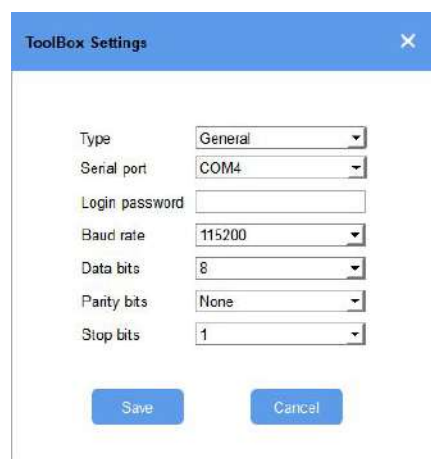 ToolBox Settings
Type General
Serial port COM4
Login password
Baud rate 115200
Data bits 8
Parity bits None
Stop bits 1
Save Cancel